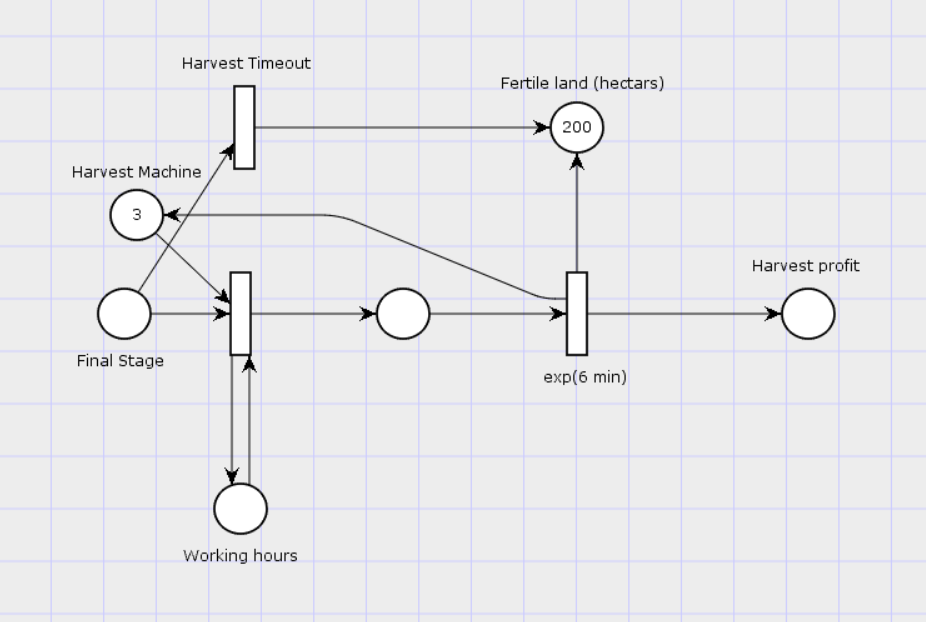 Harvest Timeout
Fertile land (hectars)
200
Harvest Machine
3
Harvest profit
Final Stage
exp(6 min)
Working hours